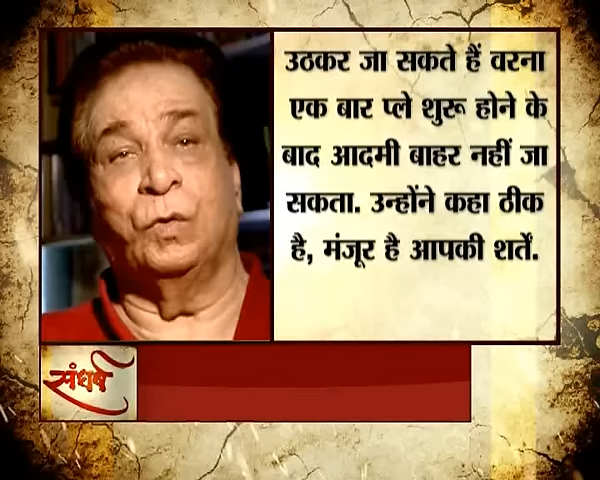 उठकर जा सकते हैं वरना
एक बार प्ले शुरू होने के
बाद आदमी बाहर नहीं जा
सकता. उन्होंने कहा ठीक
है, मंजूर है आपकी शर्तें.
संघर्ष